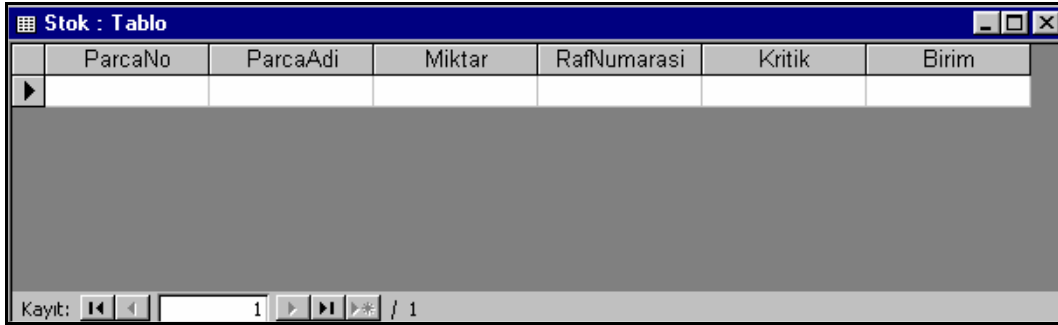 Stok : Tablo
ParcaNo ParcaAdi Miktar RafNumarasi Kritik Birim
Kayıt: 1 / 1